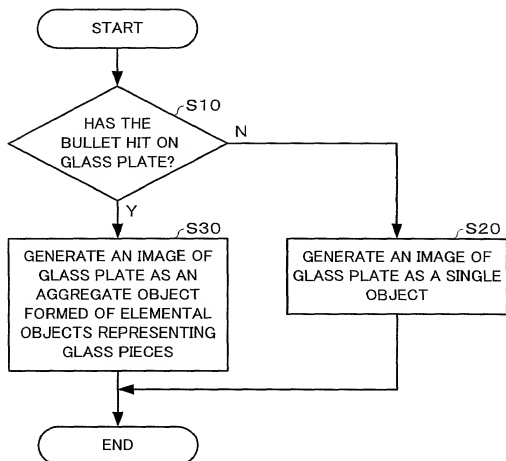 START
S10
HAS THE
BULLET HIT ON
GLASS PLATE?
N
Y
S30
GENERATE AN IMAGE OF
GLASS PLATE AS AN
AGGREGATE OBJECT
FORMED OF ELEMENTAL
OBJECTS REPRESENTING
GLASS PIECES
S20
GENERATE AN IMAGE OF
GLASS PLATE AS A SINGLE
OBJECT
END